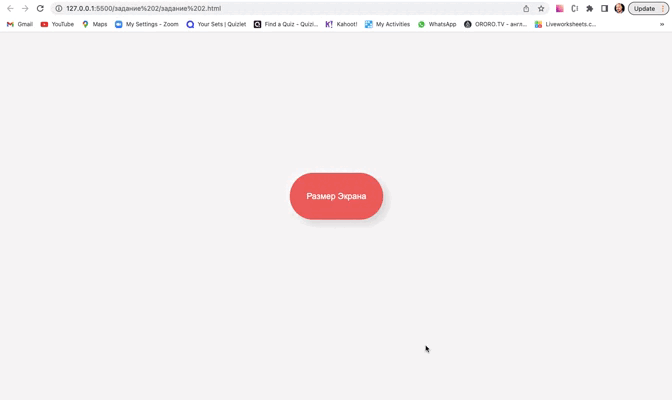 127.0.0.1:5500/задание%202/задание%202.html
Update
Gmail YouTube Maps My Settings - Zoom Your Sets | Quizlet Find a Quiz - Quizi... Kahoot! My Activities WhatsApp ORORO.TV - англ... Liveworksheets.c... »
Размер Экрана